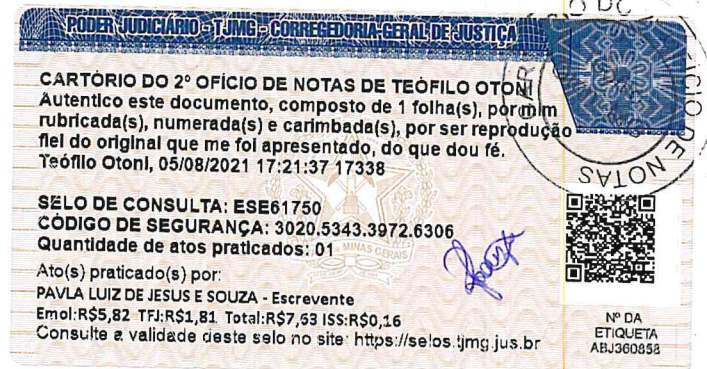 PODER JUDICIÁRIO - TJMG - CORREGEDORIA-GERAL DE JUSTIÇA
CARTÓRIO DO 2º OFÍCIO DE NOTAS DE TEÓFILO OTONI
Autentico este documento, composto de 1 folha(s), por mim
rubricada(s), numerada(s) e carimbada(s), por ser reprodução
fiel do original que me foi apresentado, do que dou fé.
Teófilo Otoni, 05/08/2021 17:21:37 17338
SELO DE CONSULTA: ESE61750
CÓDIGO DE SEGURANÇA: 3020.5343.3972.6306
Quantidade de atos praticados: 01
MINAS GERAIS
Ato(s) praticado(s) por:
PAVLA LUIZ DE JESUS E SOUZA - Escrevente
Emol:R$5,82 TFJ:R$1,81 Total:R$7,63 ISS:R$0,16
Consulte a validade deste selo no site: https://selos.tjmg.jus.br
Nº DA
ETIQUETA
ABJ360858
DE NOTAS